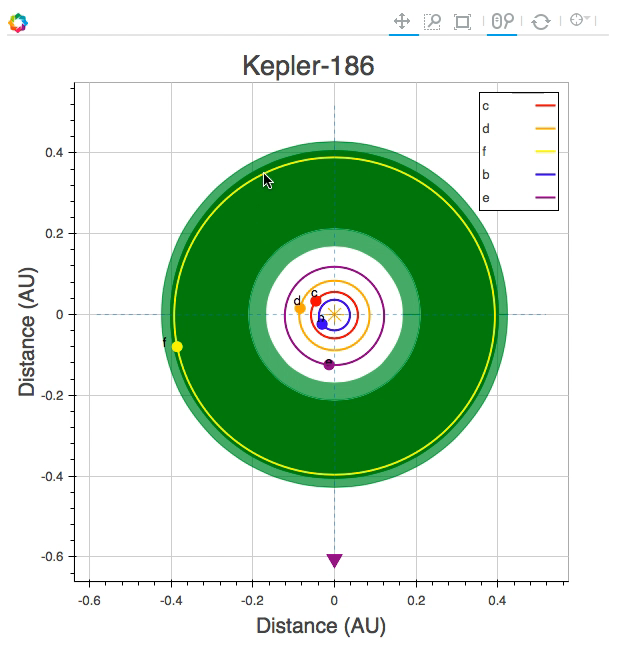 Kepler-186
c
d
f
b
e
0.4
0.2
0
-0.2
-0.4
-0.6
Distance (AU)
c
d
b
f
e
-0.6
-0.4
-0.2
0
0.2
0.4
Distance (AU)